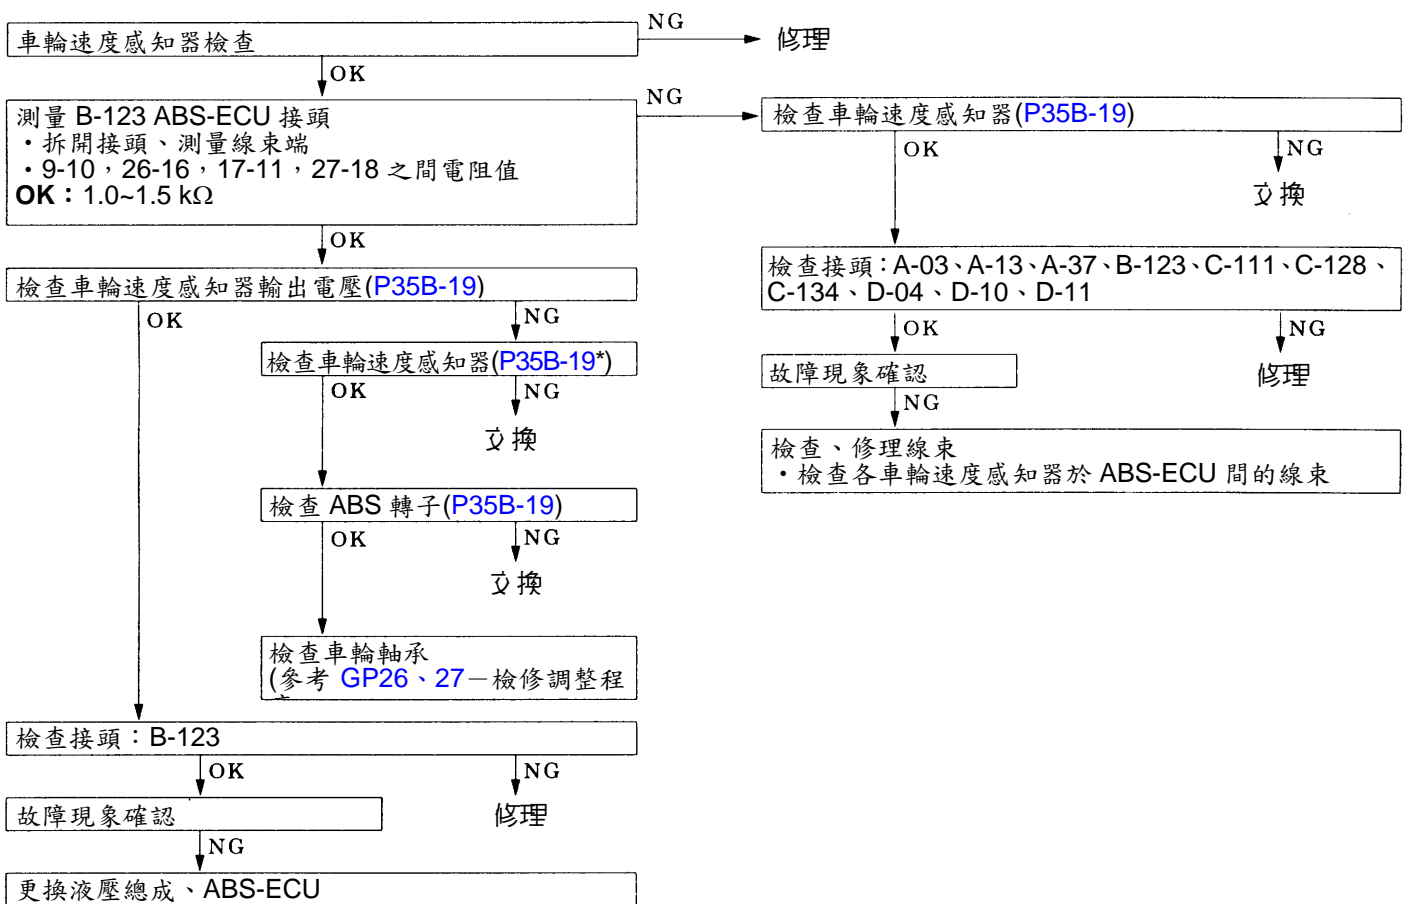 車輪速度感知器檢查
NG
修理
OK
測量 B-123 ABS-ECU 接頭
・拆開接頭、測量線束端
・9-10，26-16，17-11，27-18 之間電阻值
OK：1.0~1.5 kΩ
NG
檢查車輪速度感知器(P35B-19)
OK
NG
交換
檢查接頭：A-03、A-13、A-37、B-123、C-111、C-128、
C-134、D-04、D-10、D-11
OK
NG
故障現象確認
修理
NG
檢查、修理線束
・檢查各車輪速度感知器於 ABS-ECU 間的線束
OK
檢查車輪速度感知器輸出電壓(P35B-19)
OK
NG
檢查車輪速度感知器(P35B-19*)
OK
NG
交換
檢查 ABS 轉子(P35B-19)
OK
NG
交換
檢查車輪軸承
(參考 GP26、27－檢修調整程
檢查接頭：B-123
OK
NG
故障現象確認
修理
NG
更換液壓總成、ABS-ECU